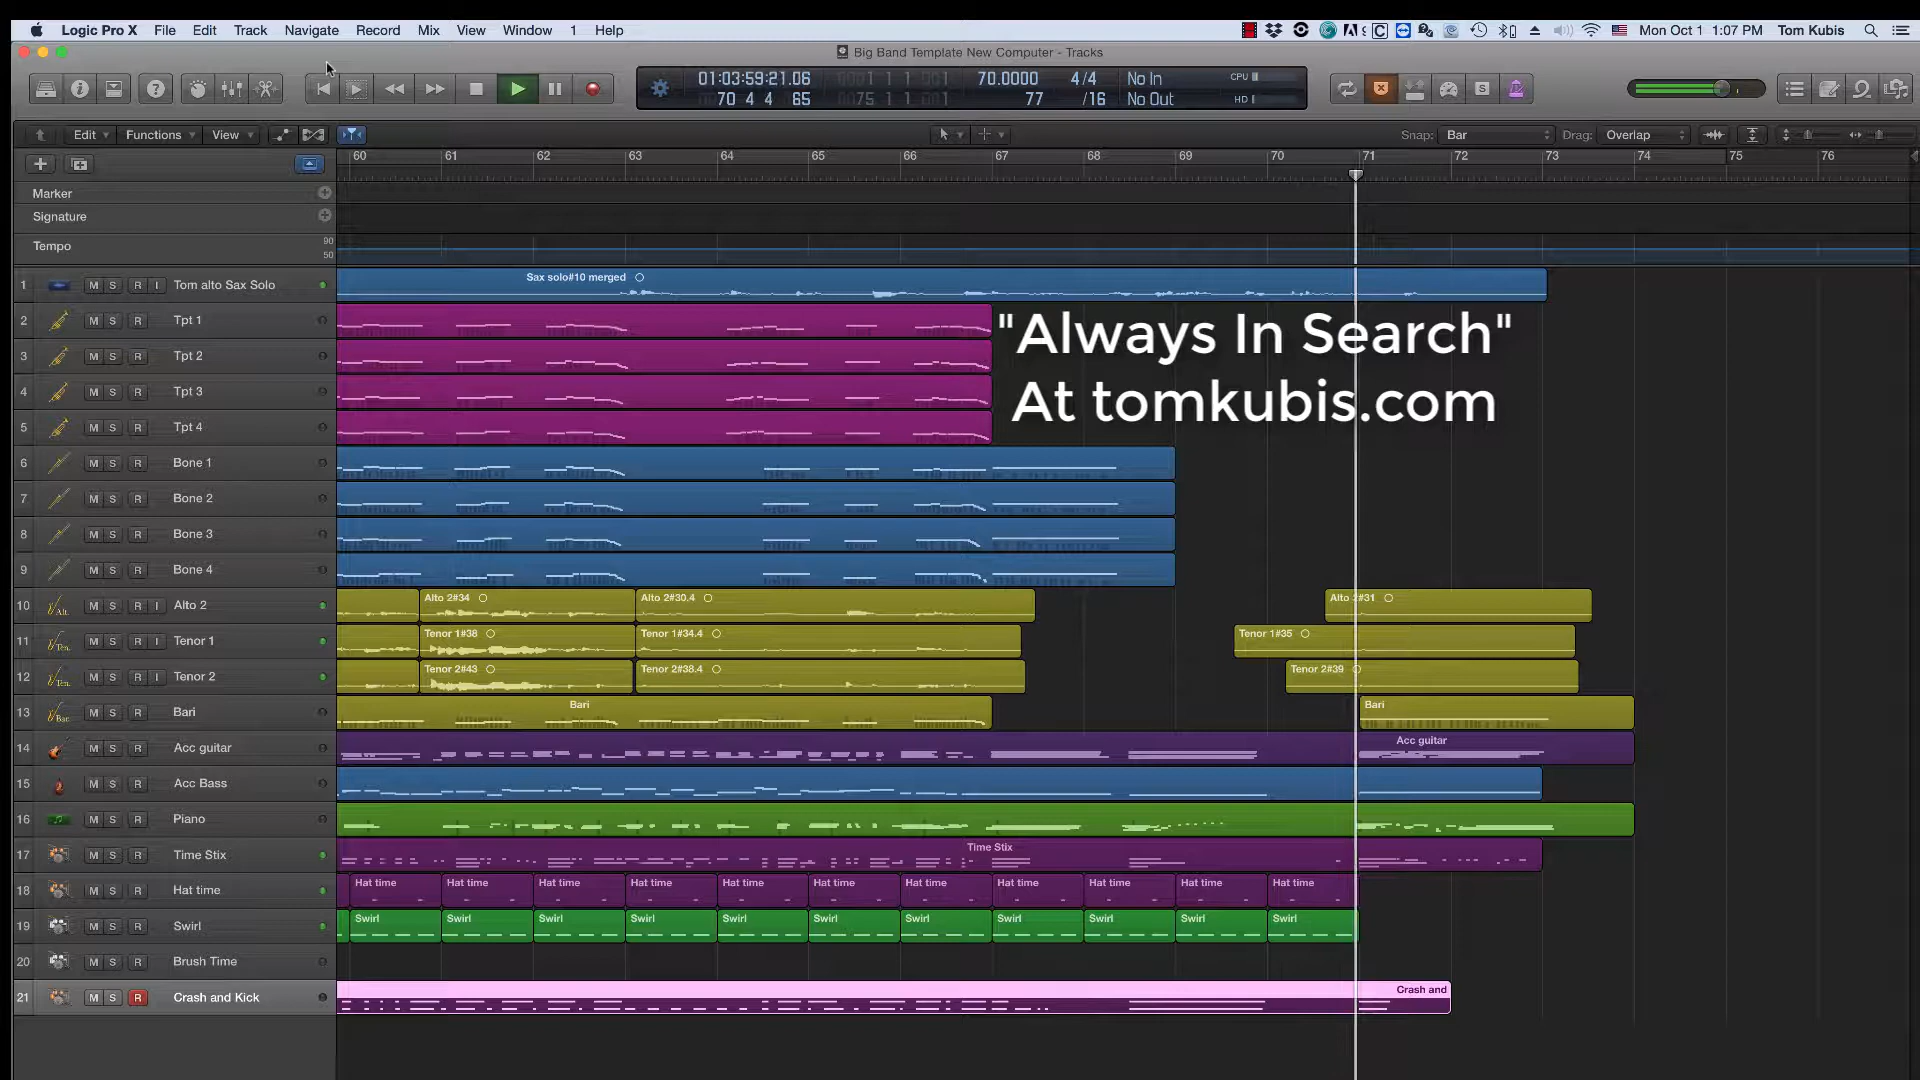 Logic Pro X File Edit Track Navigate Record Mix View Window 1 Help Mon Oct 1 1:07 PM Tom Kubis
Big Band Template New Computer - Tracks
01:03:59:21.06 0001 1 1 001 70.0000 4/4 No In CPU
70 4 4 65 0075 1 1 001 77 /16 No Out HD
Edit Functions View Snap: Bar Drag: Overlap
60 61 62 63 64 65 66 67 68 69 70 71 72 73 74 75 76
Marker
Signature
Tempo 90
50
1 M S R I Tom alto Sax Solo Sax solo#10 merged
2 M S R Tpt 1
3 M S R Tpt 2
4 M S R Tpt 3
5 M S R Tpt 4
"Always In Search"
At tomkubis.com
6 M S R Bone 1
7 M S R Bone 2
8 M S R Bone 3
9 M S R Bone 4
10 M S R I Alto 2 Alto 2#34 Alto 2#30.4 Alto 2#31
11 M S R I Tenor 1 Tenor 1#38 Tenor 1#34.4 Tenor 1#35
12 M S R I Tenor 2 Tenor 2#43 Tenor 2#38.4 Tenor 2#39
13 M S R Bari Bari Bari
14 M S R Acc guitar Acc guitar
15 M S R Acc Bass
16 M S R Piano
17 M S R Time Stix Time Stix
18 M S R Hat time Hat time Hat time Hat time Hat time Hat time Hat time Hat time Hat time Hat time Hat time Hat time
19 M S R Swirl Swirl Swirl Swirl Swirl Swirl Swirl Swirl Swirl Swirl Swirl Swirl
20 M S R Brush Time
21 M S R Crash and Kick Crash and